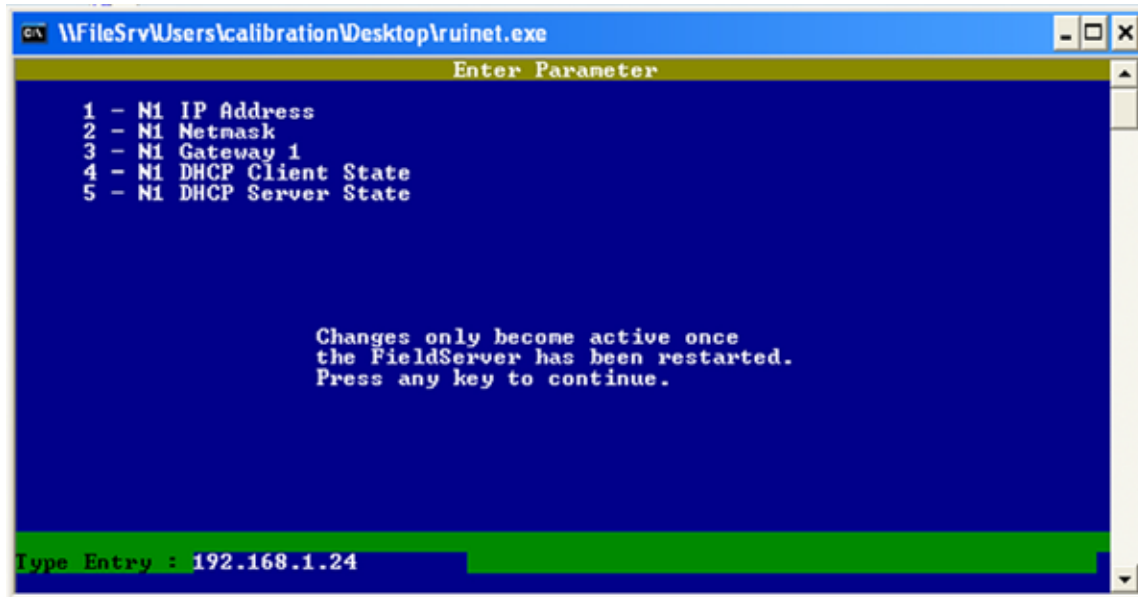 \\FileSrv\Users\calibration\Desktop\ruinet.exe
Enter Parameter
1 - N1 IP Address
2 - N1 Netmask
3 - N1 Gateway 1
4 - N1 DHCP Client State
5 - N1 DHCP Server State
Changes only become active once
the FieldServer has been restarted.
Press any key to continue.
Type Entry : 192.168.1.24